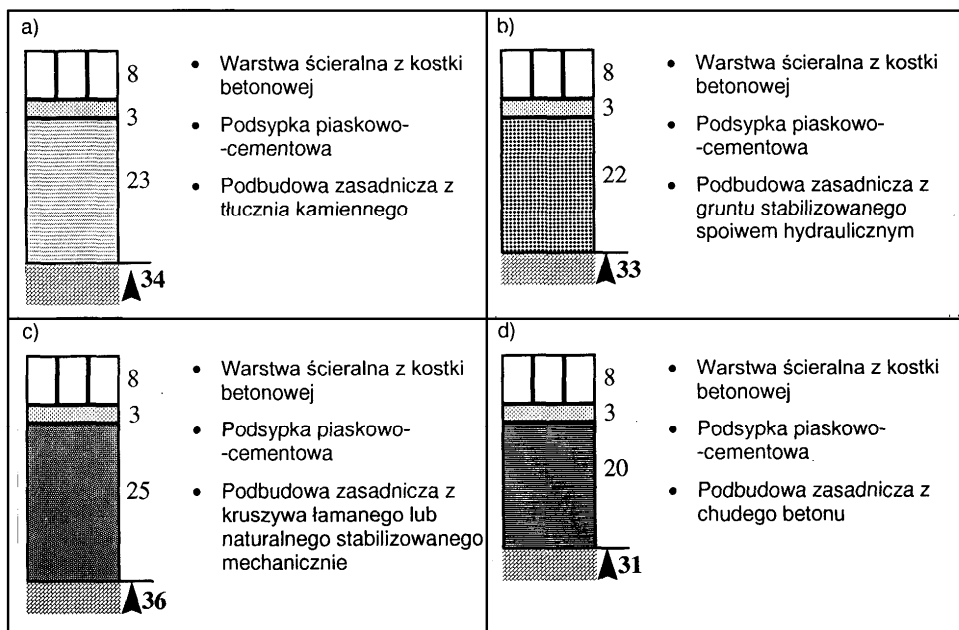 a)
8
3
23
34
• Warstwa ścieralna z kostki
betonowej
• Podsypka piaskowo-
-cementowa
• Podbudowa zasadnicza z
tłucznia kamiennego
b)
8
3
22
33
• Warstwa ścieralna z kostki
betonowej
• Podsypka piaskowo-
-cementowa
• Podbudowa zasadnicza z
gruntu stabilizowanego
spoiwem hydraulicznym
c)
8
3
25
36
• Warstwa ścieralna z kostki
betonowej
• Podsypka piaskowo-
-cementowa
• Podbudowa zasadnicza z
kruszywa łamanego lub
naturalnego stabilizowanego
mechanicznie
d)
8
3
20
31
• Warstwa ścieralna z kostki
betonowej
• Podsypka piaskowo-
-cementowa
• Podbudowa zasadnicza z
chudego betonu